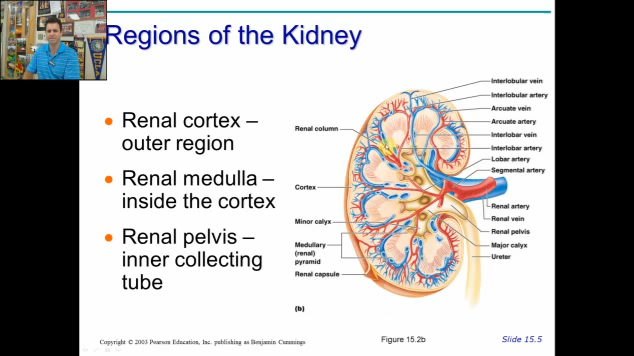 Regions of the Kidney
UCLA
• Renal cortex –
outer region
• Renal medulla –
inside the cortex
• Renal pelvis –
inner collecting
tube
Renal column
Cortex
Minor calyx
Medullary
(renal)
pyramid
Renal capsule
(b)
Interlobular vein
Interlobular artery
Arcuate vein
Arcuate artery
Interlobar vein
Interlobar artery
Lobar artery
Segmental artery
Renal artery
Renal vein
Renal pelvis
Major calyx
Ureter
Copyright © 2003 Pearson Education, Inc. publishing as Benjamin Cummings
Figure 15.2b
Slide 15.5